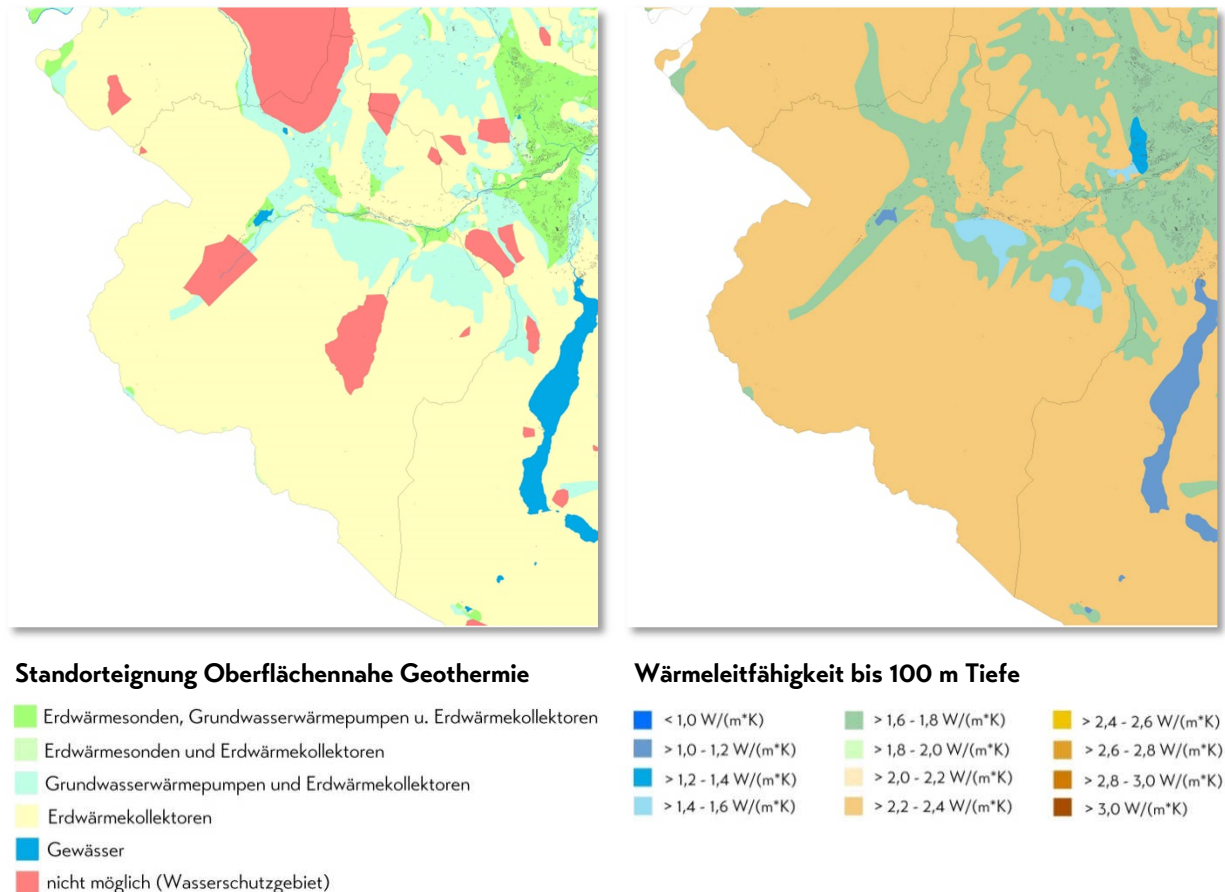 Standorteignung Oberflächennahe Geothermie
Erdwärmesonden, Grundwasserwärmepumpen u. Erdwärmekollektoren
Erdwärmesonden und Erdwärmekollektoren
Grundwasserwärmepumpen und Erdwärmekollektoren
Erdwärmekollektoren
Gewässer
nicht möglich (Wasserschutzgebiet)
Wärmeleitfähigkeit bis 100 m Tiefe
< 1,0 W/(m*K)
> 1,0 - 1,2 W/(m*K)
> 1,2 - 1,4 W/(m*K)
> 1,4 - 1,6 W/(m*K)
> 1,6 - 1,8 W/(m*K)
> 1,8 - 2,0 W/(m*K)
> 2,0 - 2,2 W/(m*K)
> 2,2 - 2,4 W/(m*K)
> 2,4 - 2,6 W/(m*K)
> 2,6 - 2,8 W/(m*K)
> 2,8 - 3,0 W/(m*K)
> 3,0 W/(m*K)